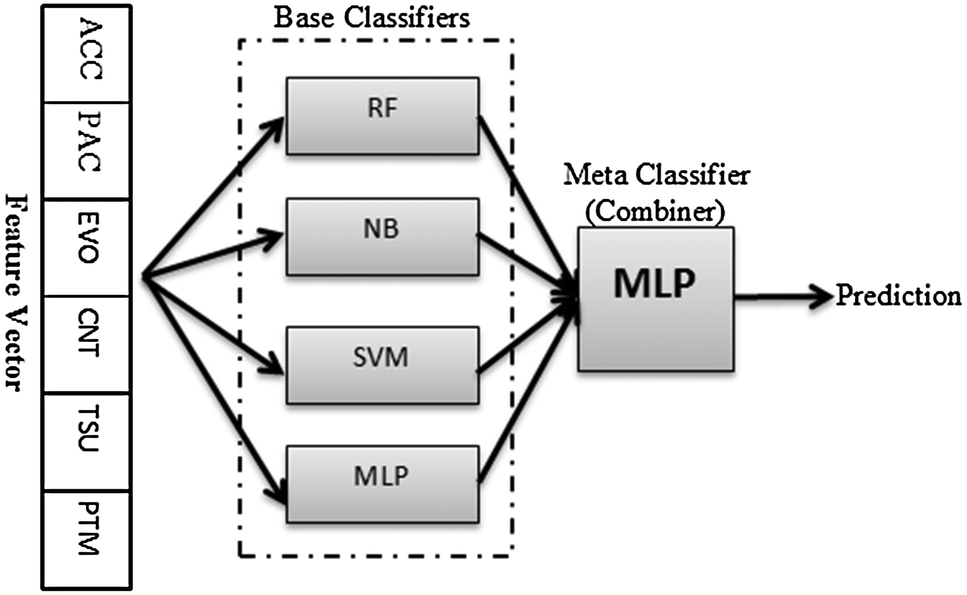 Feature Vector
ACC
PAC
EVO
CNT
TSU
PTM
Base Classifiers
RF
NB
SVM
MLP
Meta Classifier
(Combiner)
MLP
Prediction